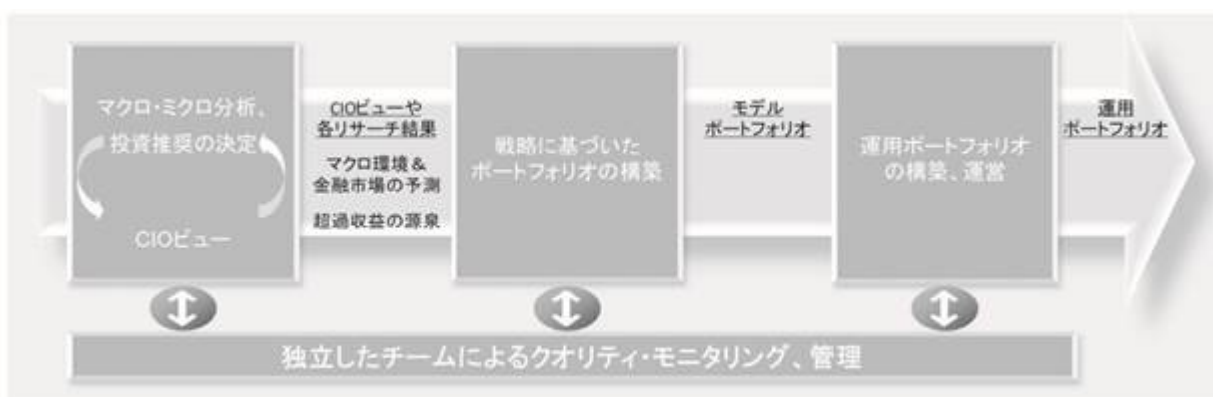 マクロ・ミクロ分析、
投資推奨の決定
CIOビュー
CIOビューや
各リサーチ結果
マクロ環境＆
金融市場の予測
超過収益の源泉
戦略に基づいた
ポートフォリオの構築
モデル
ポートフォリオ
運用ポートフォリオ
の構築、運営
運用
ポートフォリオ
独立したチームによるクオリティ・モニタリング、管理